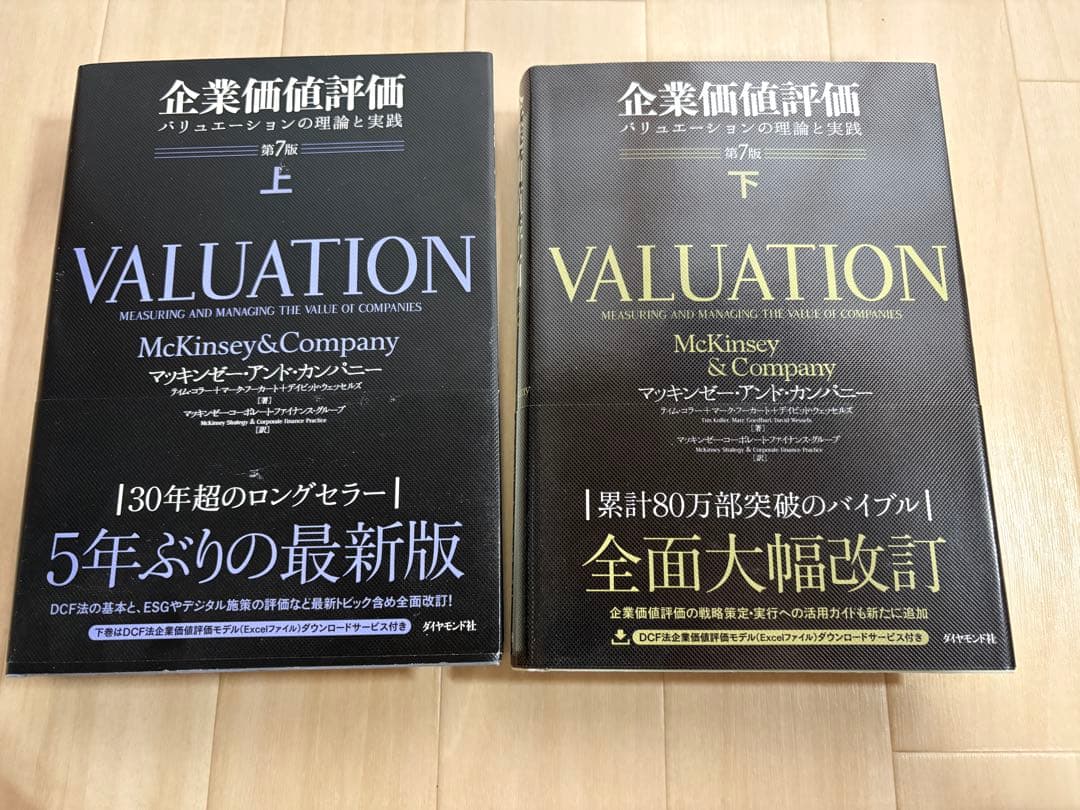 企業価値評価
バリュエーションの理論と実践
第7版
上
VALUATION
MEASURING AND MANAGING THE VALUE OF COMPANIES
McKinsey&Company
マッキンゼー・アンド・カンパニー
ティム・コラー+マーク・フーカート+デイビッド・ウェッセルズ
[著]
マッキンゼー・コーポレート・ファイナンス・グループ
McKinsey Strategy & Corporate Finance Practice
[訳]
30年超のロングセラー
5年ぶりの最新版
DCF法の基本と、ESGやデジタル施策の評価など最新トピック含め全面改訂!
下巻はDCF法企業価値評価モデル(Excelファイル)ダウンロードサービス付き
ダイヤモンド社
企業価値評価
バリュエーションの理論と実践
第7版
下
VALUATION
MEASURING AND MANAGING THE VALUE OF COMPANIES
McKinsey
& Company
マッキンゼー・アンド・カンパニー
ティム・コラー+マーク・フーカート+デイビッド・ウェッセルズ
Tim Koller, Marc Goedhart, David Wessels
[著]
マッキンゼー・コーポレート・ファイナンス・グループ
McKinsey Strategy & Corporate Finance Practice
[訳]
累計80万部突破のバイブル
全面大幅改訂
企業価値評価の戦略策定・実行への活用ガイドも新たに追加
DCF法企業価値評価モデル(Excelファイル)ダウンロードサービス付き
ダイヤモンド社